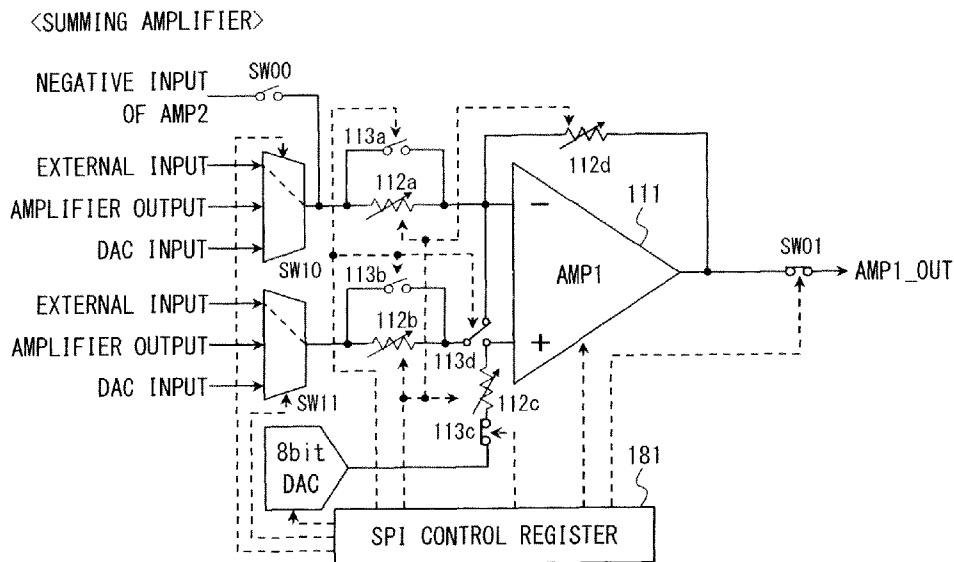 <SUMMING AMPLIFIER>
NEGATIVE INPUT
OF AMP2
SW00
EXTERNAL INPUT
AMPLIFIER OUTPUT
DAC INPUT
SW10
113a
112a
112d
111
AMP1
SW01
AMP1_OUT
EXTERNAL INPUT
AMPLIFIER OUTPUT
DAC INPUT
SW11
113b
112b
113d
112c
113c
8bit
DAC
181
SPI CONTROL REGISTER